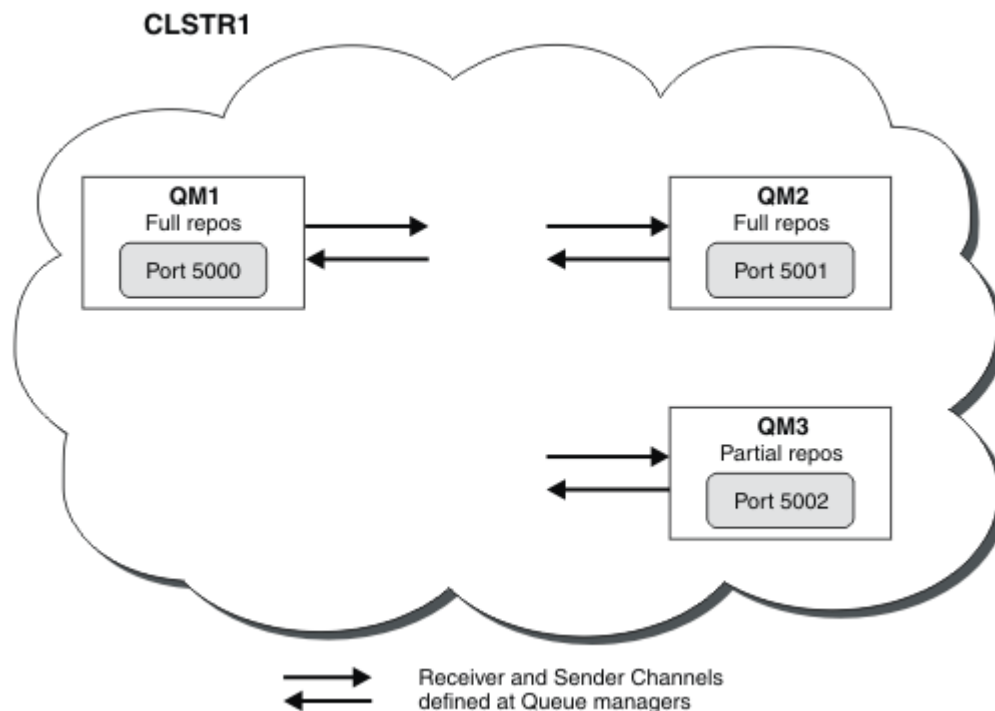 CLSTR1
QM1
Full repos
Port 5000
QM2
Full repos
Port 5001
QM3
Partial repos
Port 5002
Receiver and Sender Channels
defined at Queue managers